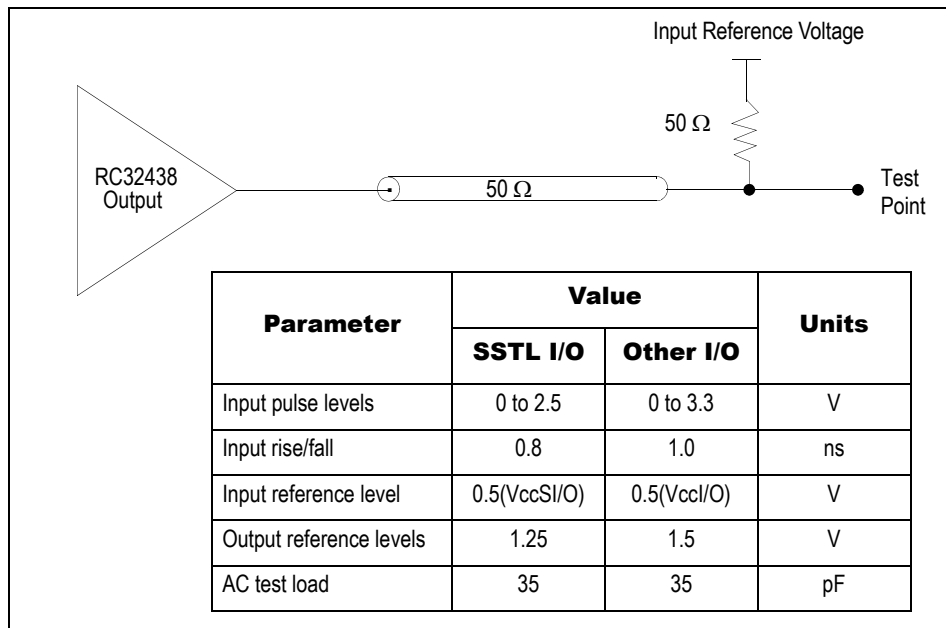 Input Reference Voltage
50 Ω
RC32438
Output
50 Ω
Test
Point
Parameter Value Units
SSTL I/O Other I/O
Input pulse levels 0 to 2.5 0 to 3.3 V
Input rise/fall 0.8 1.0 ns
Input reference level 0.5(VccSI/O) 0.5(VccI/O) V
Output reference levels 1.25 1.5 V
AC test load 35 35 pF